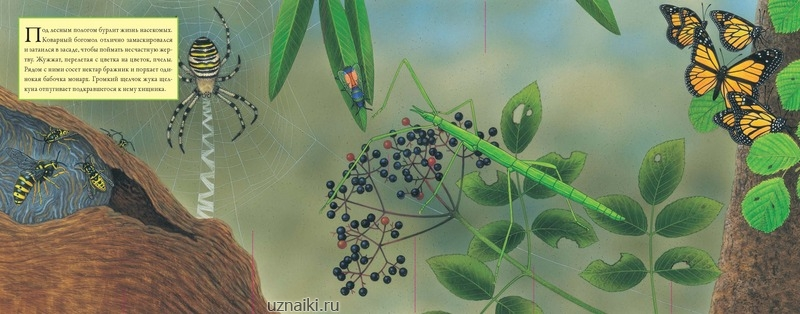 Под лесным пологом бурлит жизнь насекомых.
Коварный богомол отлично замаскировался
и затаился в засаде, чтобы поймать несчастную жер-
тву. Жужжат, перелетая с цветка на цветок, пчелы.
Рядом с ними сосет нектар бражник и порхает оди-
нокая бабочка монарх. Громкий щелчок жука щел-
куна отпугивает подкравшегося к нему хищника.
uznaiki.ru